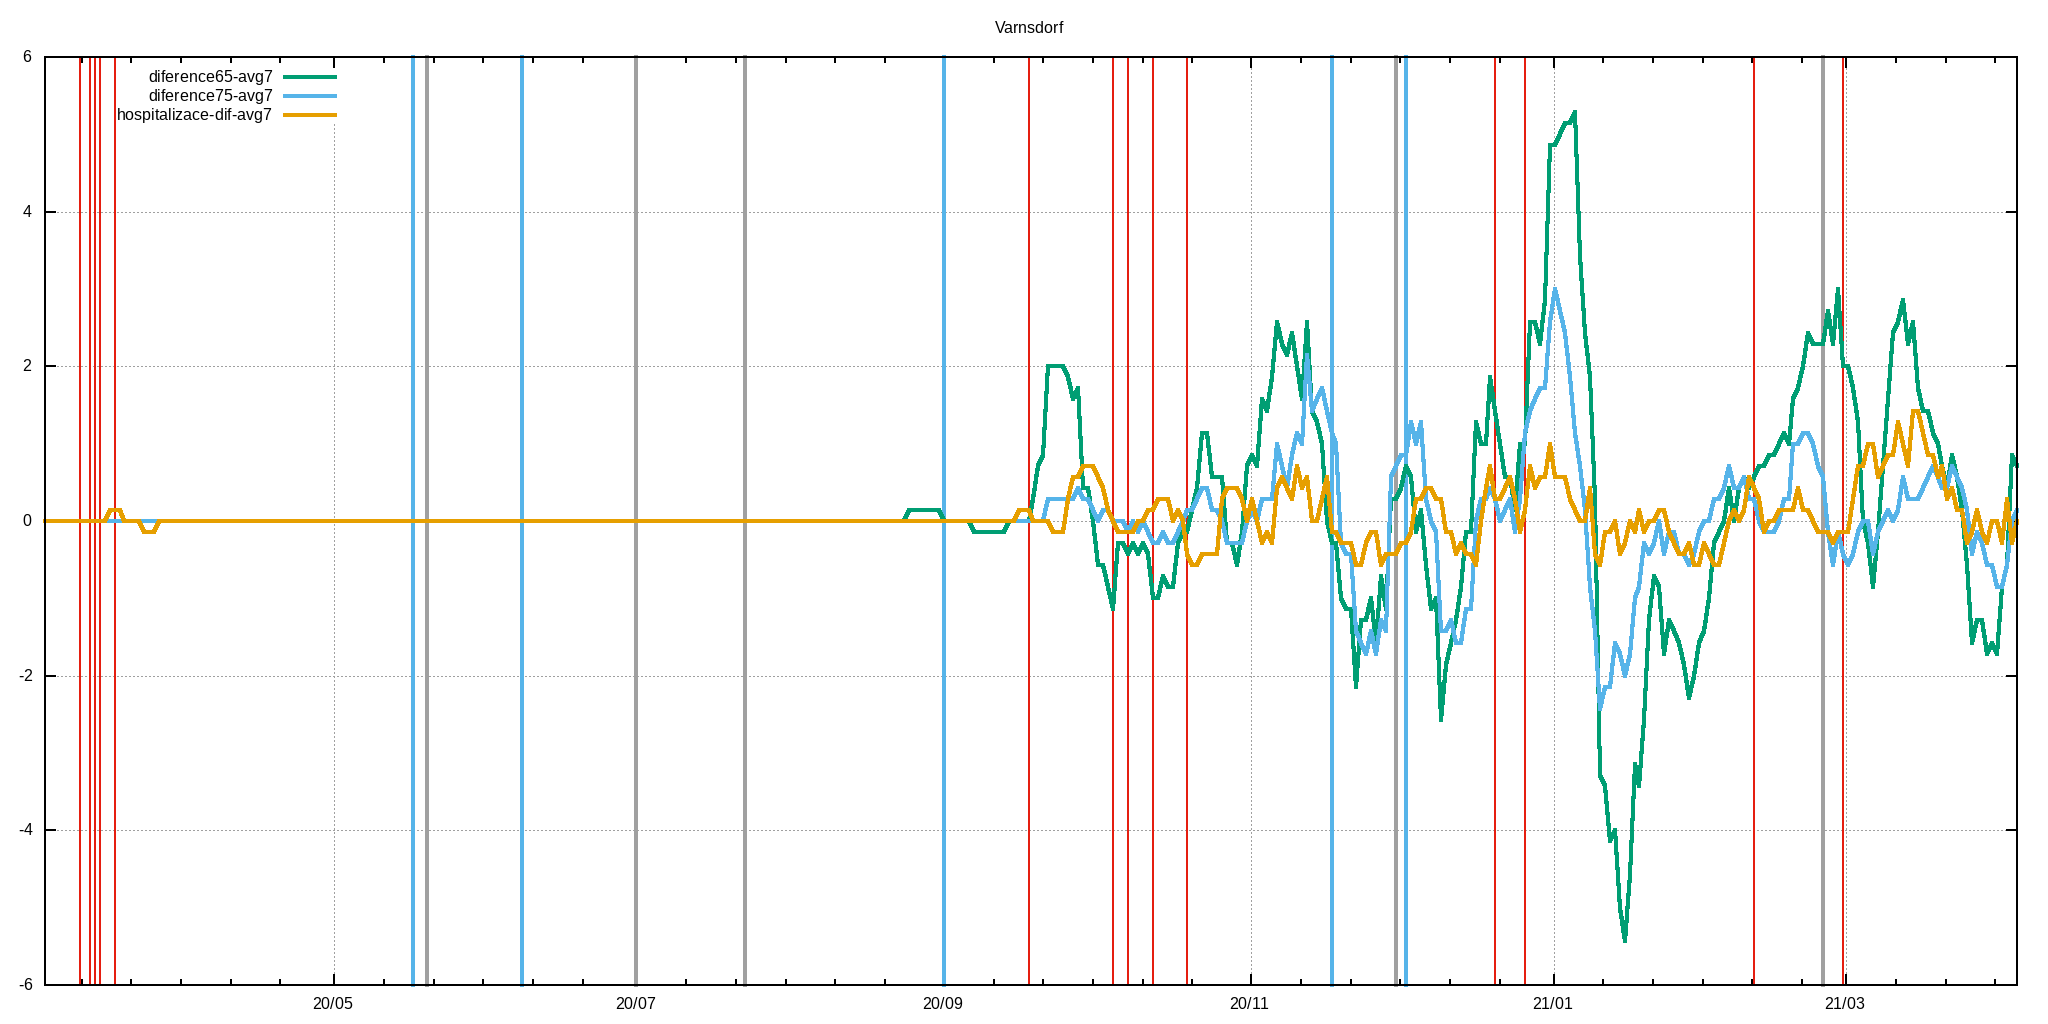 Varnsdorf
6
diference65-avg7
diference75-avg7
hospitalizace-dif-avg7
4
2
0
-2
-4
-6
20/05 20/07 20/09 20/11 21/01 21/03